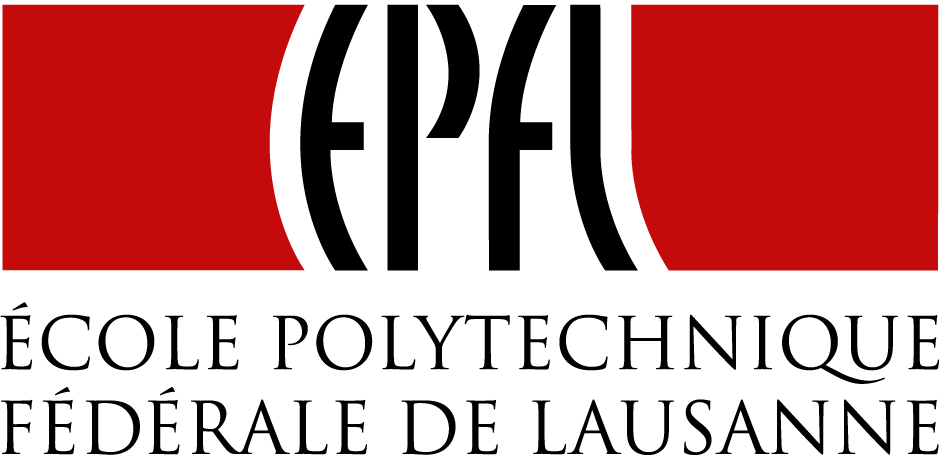 EPFL
ÉCOLE POLYTECHNIQUE
FÉDÉRALE DE LAUSANNE